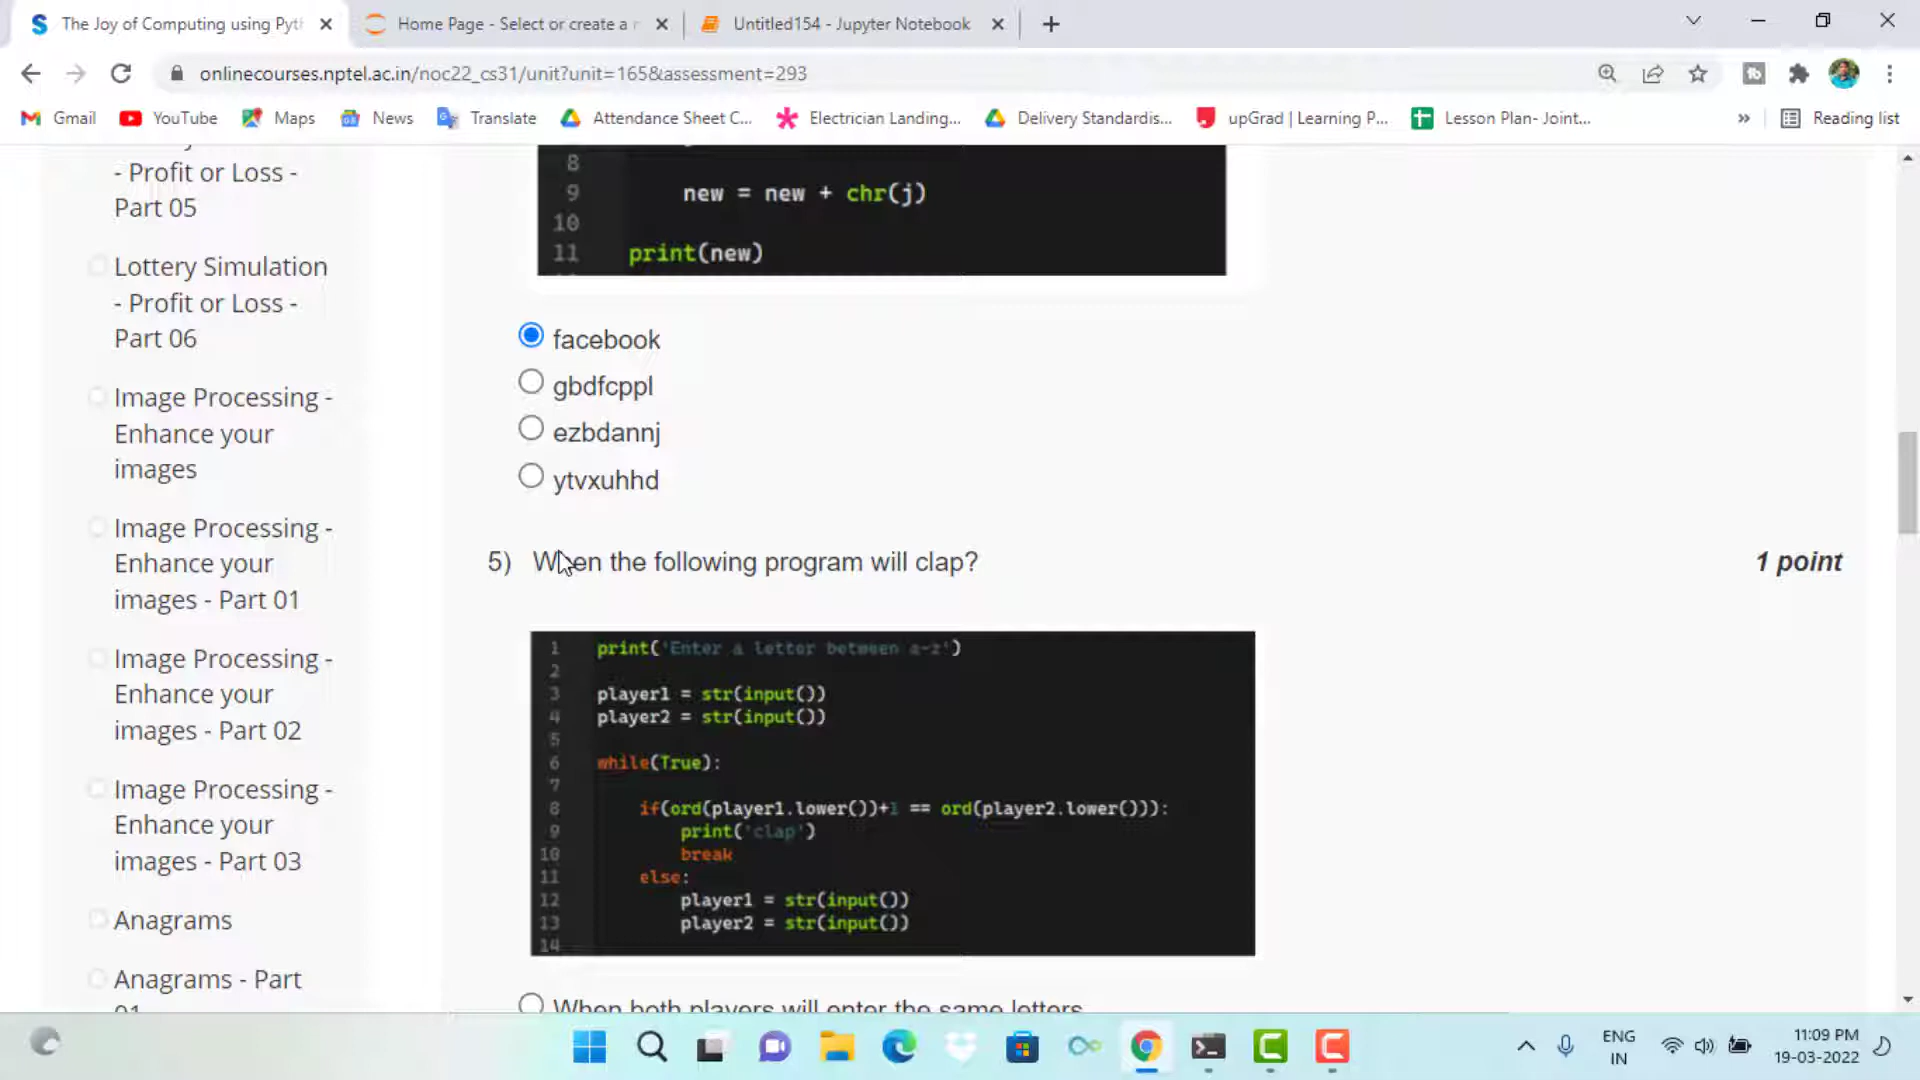 The Joy of Computing using Pyt
Home Page - Select or create a
Untitled154 - Jupyter Notebook
onlinecourses.nptel.ac.in/noc22_cs31/unit?unit=165&assessment=293
Gmail
YouTube
Maps
News
Translate
Attendance Sheet C...
Electrician Landing...
Delivery Standardis...
upGrad | Learning P...
Lesson Plan- Joint...
»
Reading list
- Profit or Loss -
Part 05
Lottery Simulation
- Profit or Loss -
Part 06
Image Processing -
Enhance your
images
Image Processing -
Enhance your
images - Part 01
Image Processing -
Enhance your
images - Part 02
Image Processing -
Enhance your
images - Part 03
Anagrams
Anagrams - Part
01
8
9 new = new + chr(j)
10
11 print(new)
facebook
gbdfcppl
ezbdannj
ytvxuhhd
5) When the following program will clap?
1 point
1 print('Enter a letter between a-z')
2
3 player1 = str(input())
4 player2 = str(input())
5
6 while(True):
7
8 if(ord(player1.lower())+1 == ord(player2.lower())):
9 print('clap')
10 break
11 else:
12 player1 = str(input())
13 player2 = str(input())
14
When both players will enter the same letters
ENG
IN
11:09 PM
19-03-2022